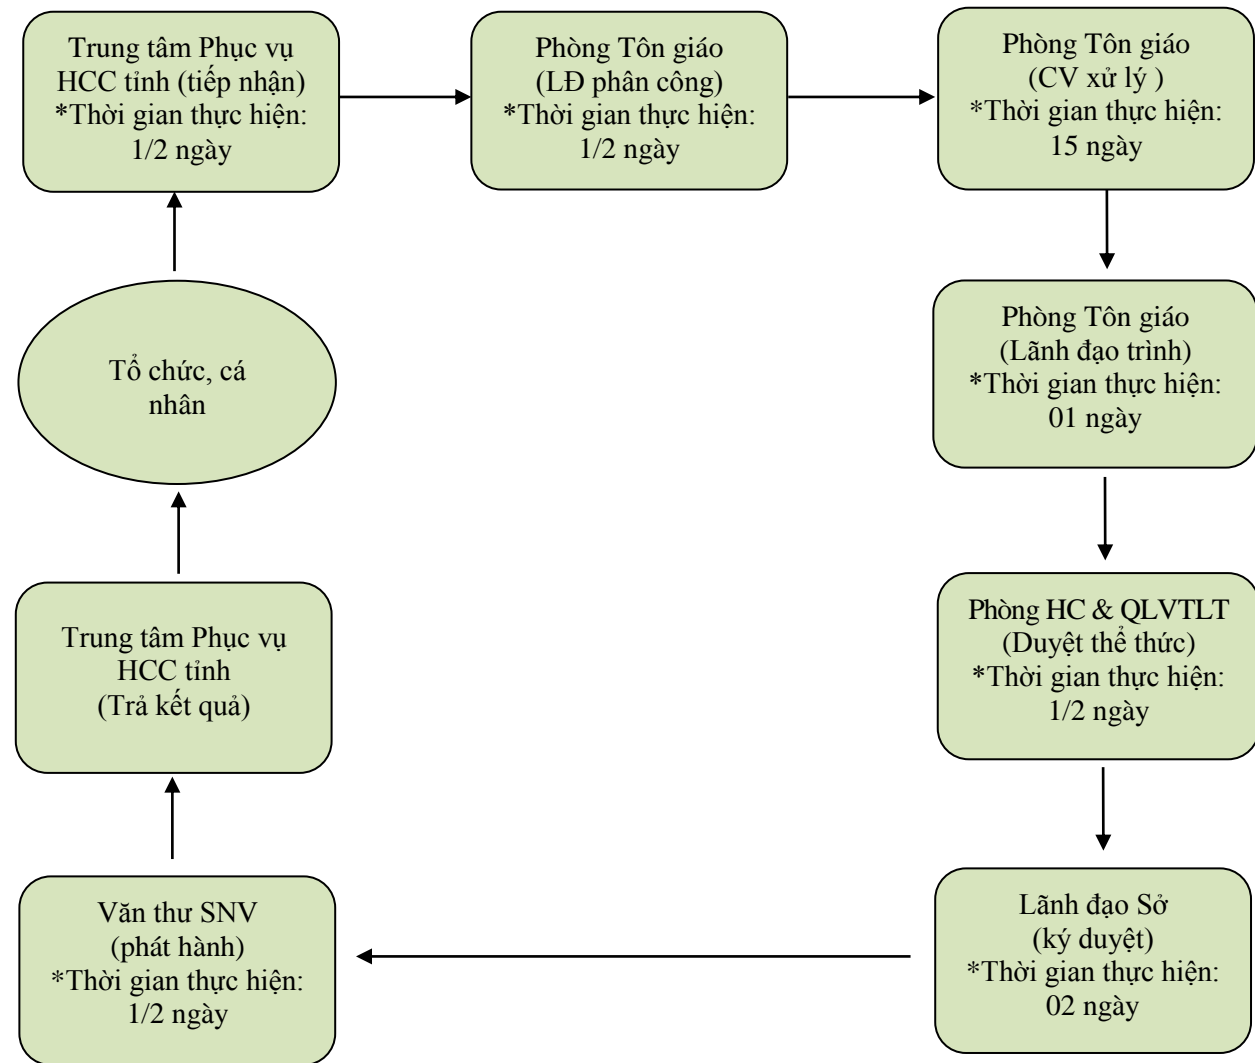 Trung tâm Phục vụ
HCC tỉnh (tiếp nhận)
*Thời gian thực hiện:
1/2 ngày
Phòng Tôn giáo
(LĐ phân công)
*Thời gian thực hiện:
1/2 ngày
Phòng Tôn giáo
(CV xử lý )
*Thời gian thực hiện:
15 ngày
Phòng Tôn giáo
(Lãnh đạo trình)
*Thời gian thực hiện:
01 ngày
Phòng HC & QLVTLT
(Duyệt thể thức)
*Thời gian thực hiện:
1/2 ngày
Lãnh đạo Sở
(ký duyệt)
*Thời gian thực hiện:
02 ngày
Văn thư SNV
(phát hành)
*Thời gian thực hiện:
1/2 ngày
Trung tâm Phục vụ
HCC tỉnh
(Trả kết quả)
Tổ chức, cá
nhân